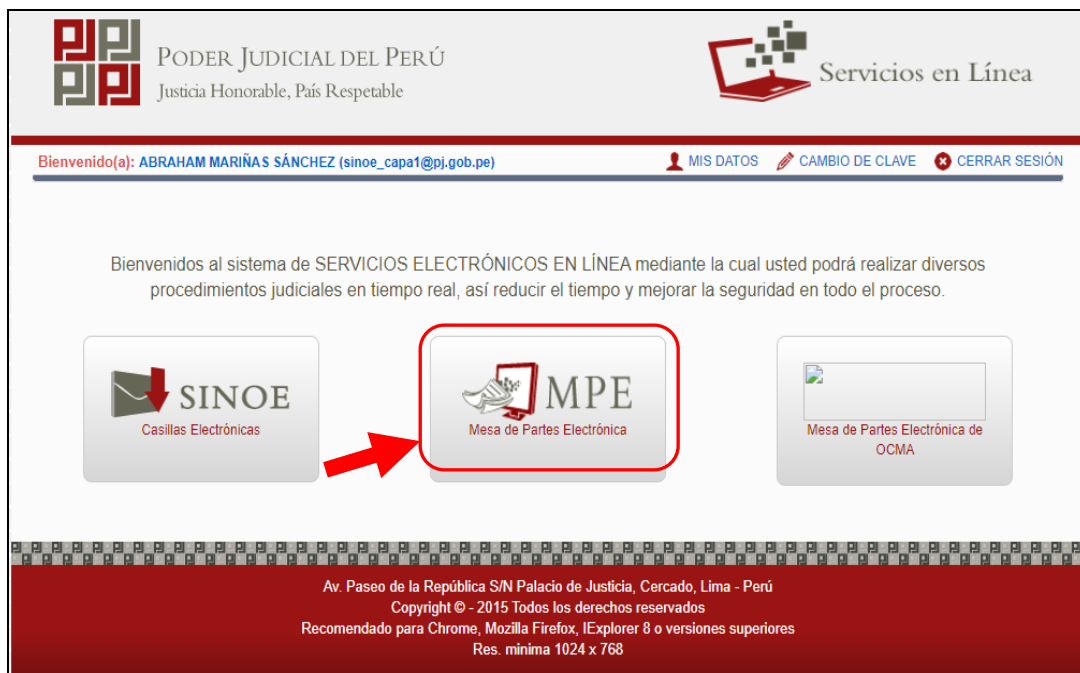 PODER JUDICIAL DEL PERÚ
Justicia Honorable, País Respetable
Servicios en Línea
Bienvenido(a): ABRAHAM MARIÑAS SÁNCHEZ (sinoe_capa1@pj.gob.pe)
MIS DATOS
CAMBIO DE CLAVE
CERRAR SESIÓN
Bienvenidos al sistema de SERVICIOS ELECTRÓNICOS EN LÍNEA mediante la cual usted podrá realizar diversos
procedimientos judiciales en tiempo real, así reducir el tiempo y mejorar la seguridad en todo el proceso.
SINOE
Casillas Electrónicas
MPE
Mesa de Partes Electrónica
Mesa de Partes Electrónica de
OCMA
Av. Paseo de la República S/N Palacio de Justicia, Cercado, Lima - Perú
Copyright © - 2015 Todos los derechos reservados
Recomendado para Chrome, Mozilla Firefox, IExplorer 8 o versiones superiores
Res. minima 1024 x 768